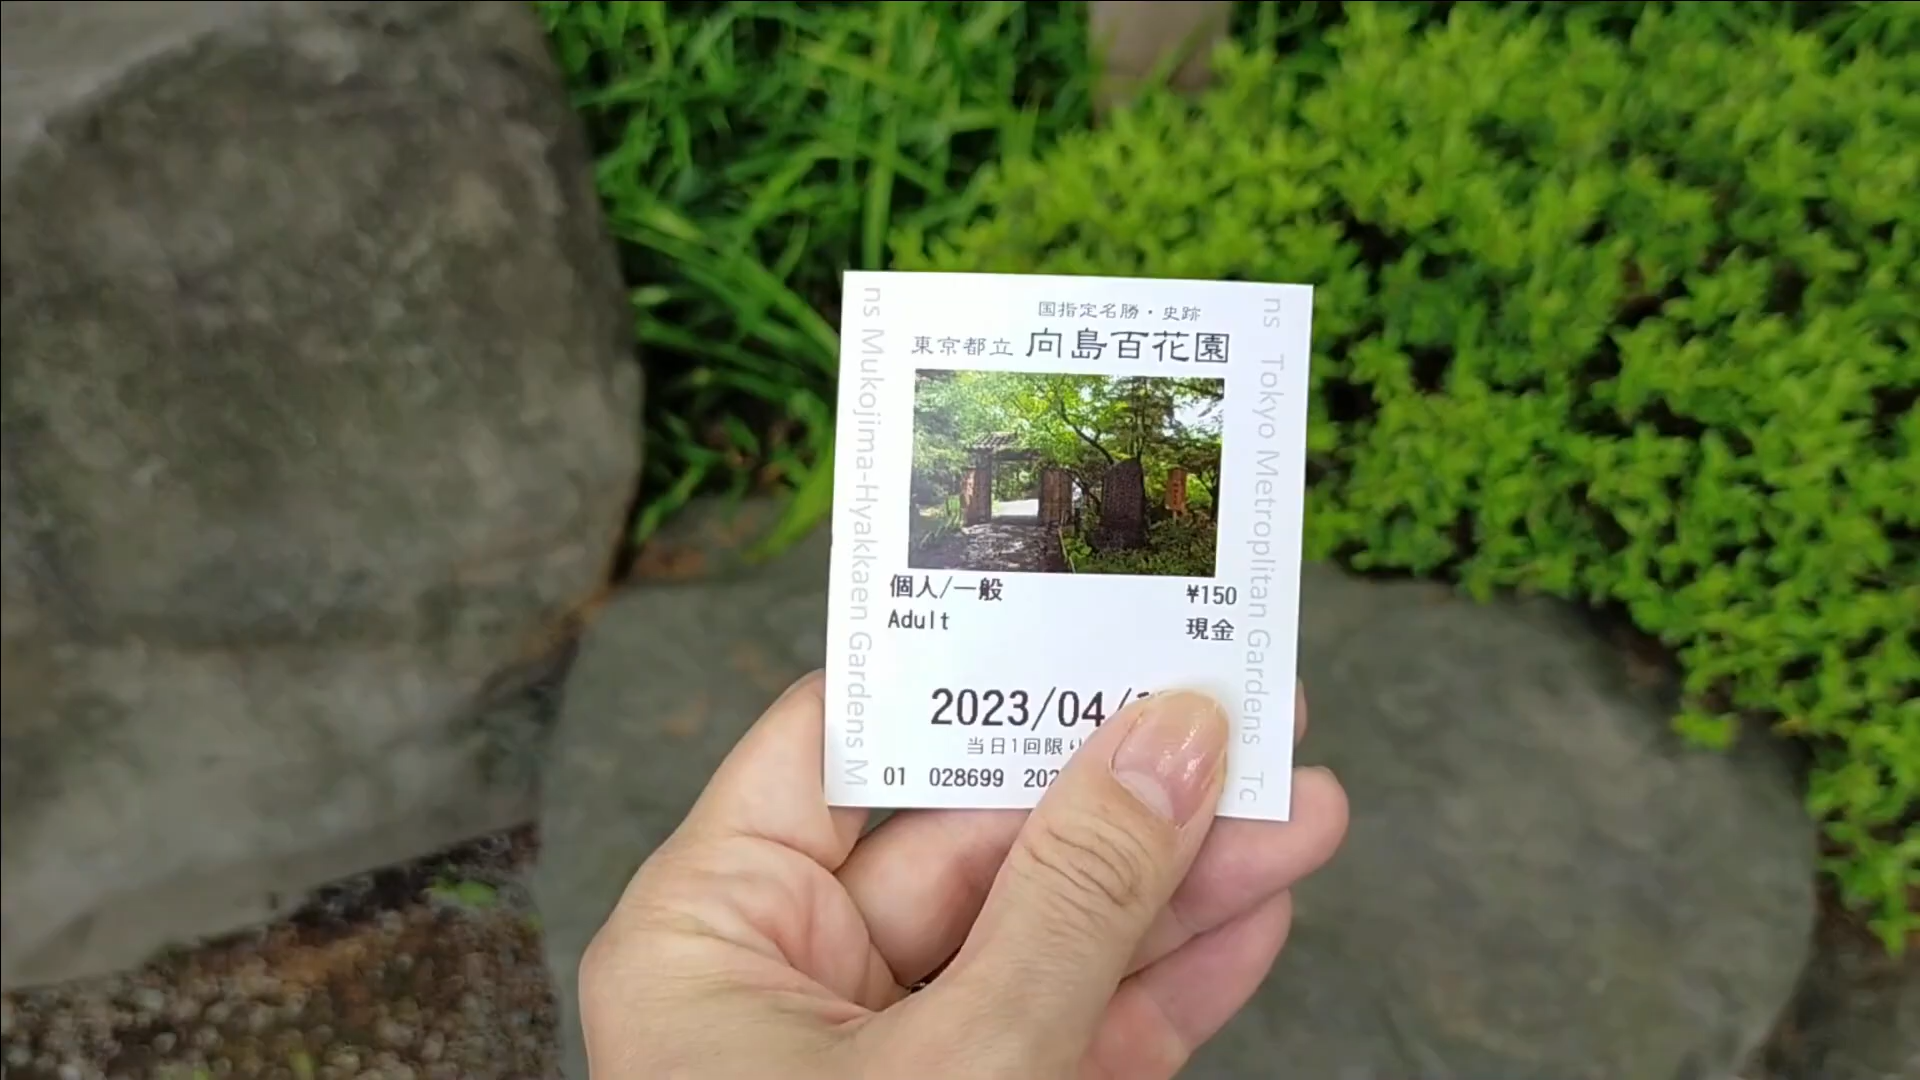 国指定名勝・史跡
東京都立 向島百花園
個人/一般 ¥150
Adult 現金
2023/04/
当日1回限り
01 028699 202
ns Mukojima-Hyakkaen Gardens M
ns Tokyo Metroplitan Gardens Tc